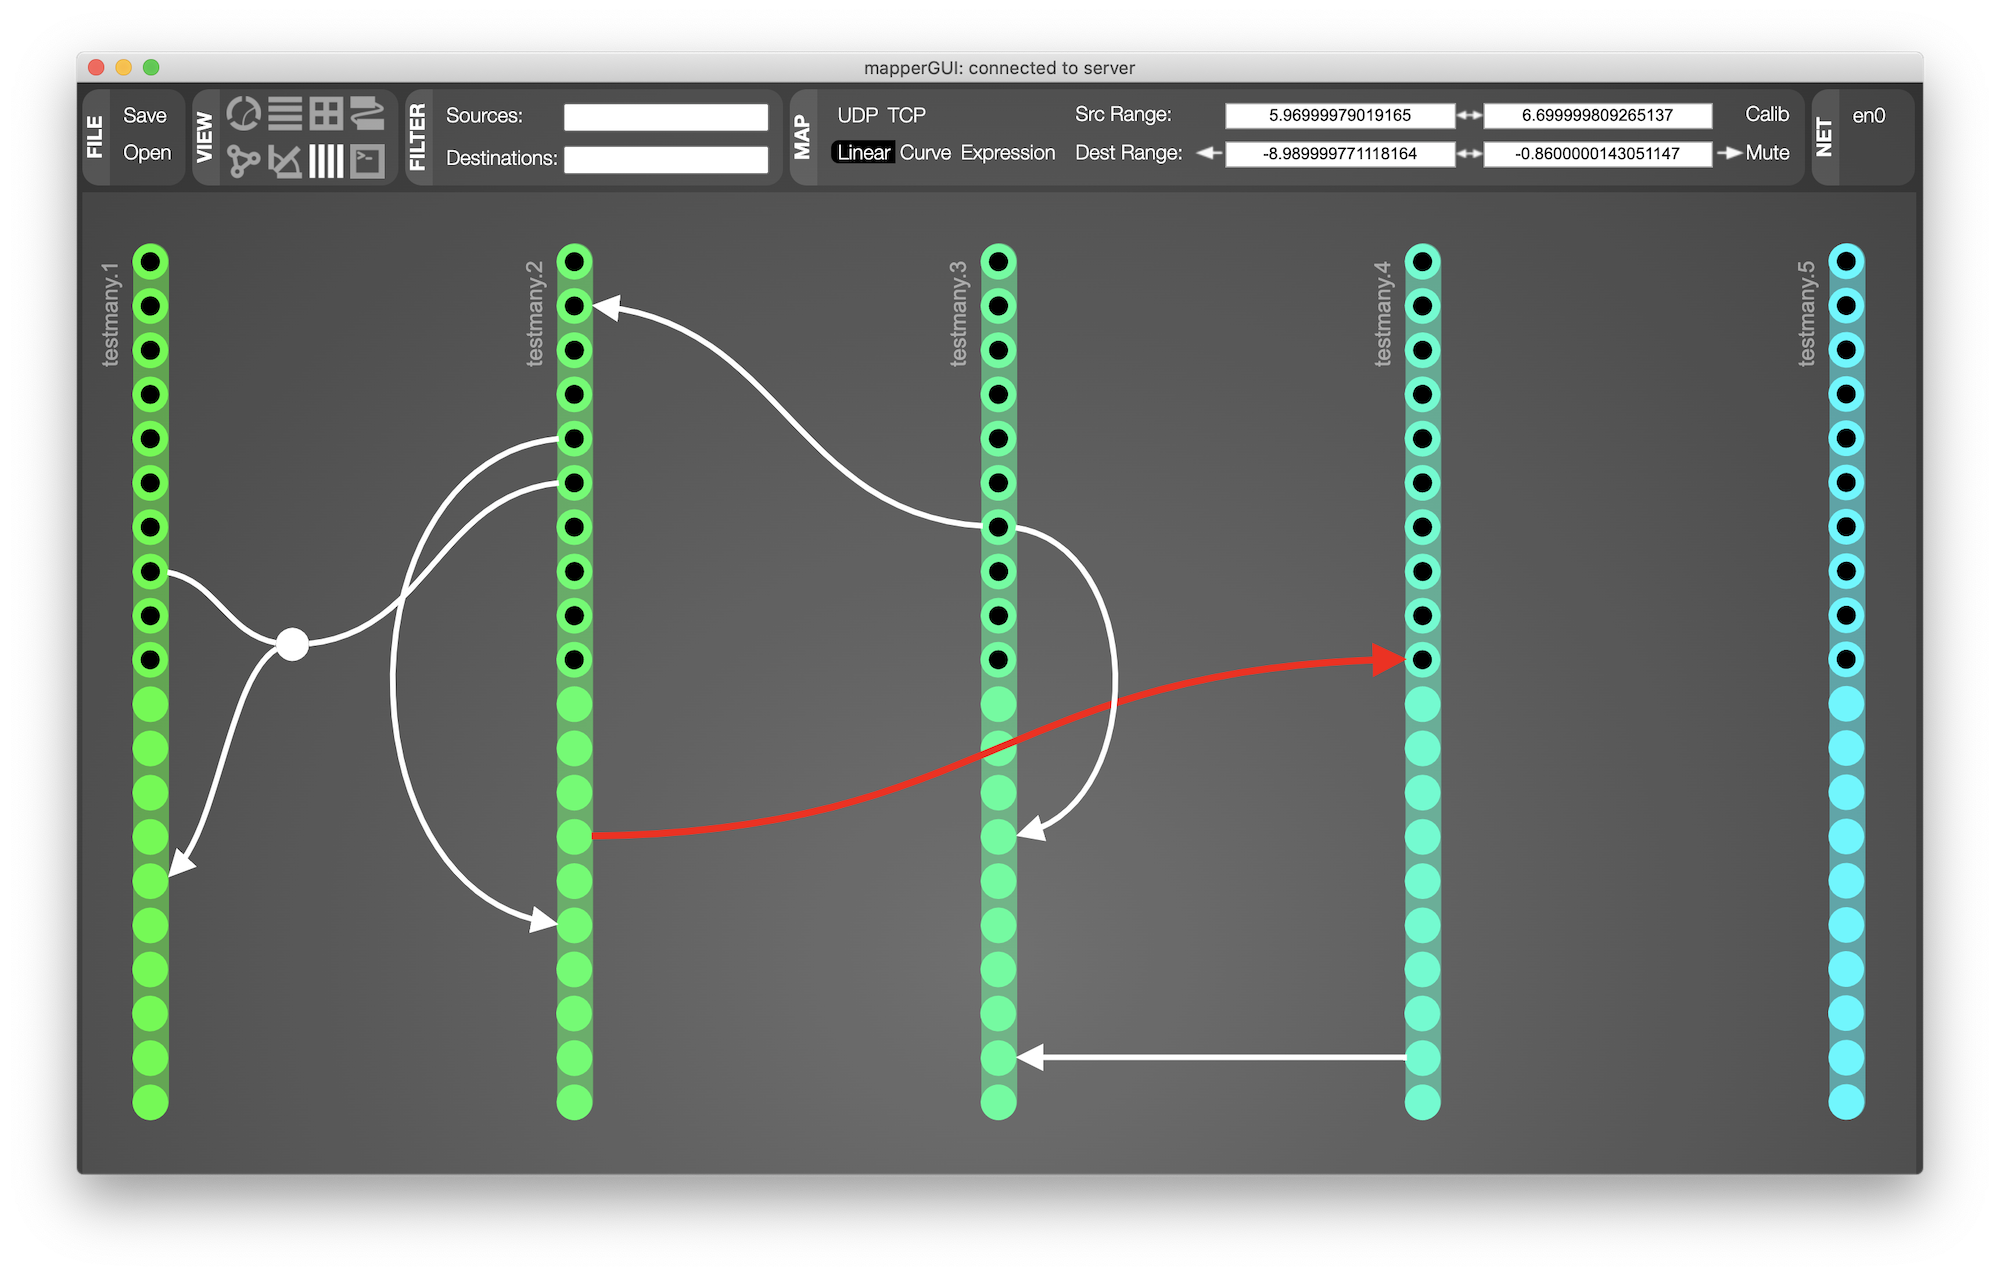 mapperGUI: connected to server
FILE
Save
Open
VIEW
FILTER
Sources:
Destinations:
MAP
UDP TCP
Linear Curve Expression
Src Range: 5.96999979019165 6.699999809265137 Calib
Dest Range: -8.989999771118164 -0.8600000143051147 Mute
NET
en0
testmany.1
testmany.2
testmany.3
testmany.4
testmany.5